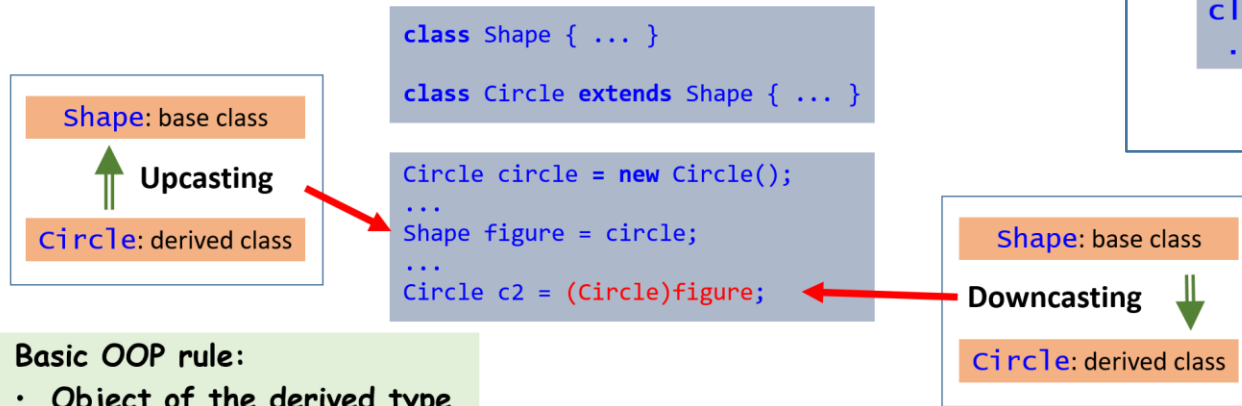 class Shape { ... }
class Circle extends Shape { ... }
Shape: base class
Upcasting
Circle: derived class
Circle circle = new Circle();
...
Shape figure = circle;
...
Circle c2 = (Circle)figure;
Shape: base class
Downcasting
Circle: derived class
Basic OOP rule:
· Object of the derived type